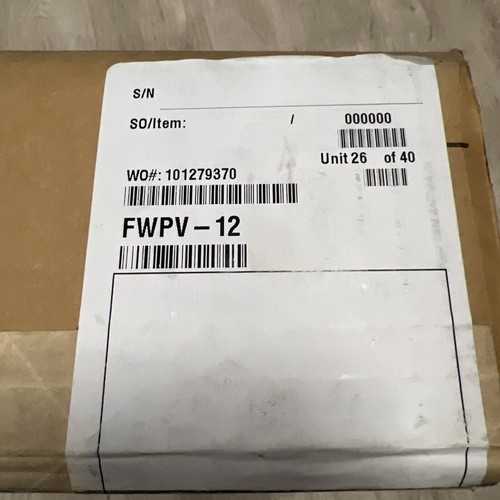 S/N
SO/Item: / 000000
Unit 26 of 40
WO#: 101279370
FWPV-12